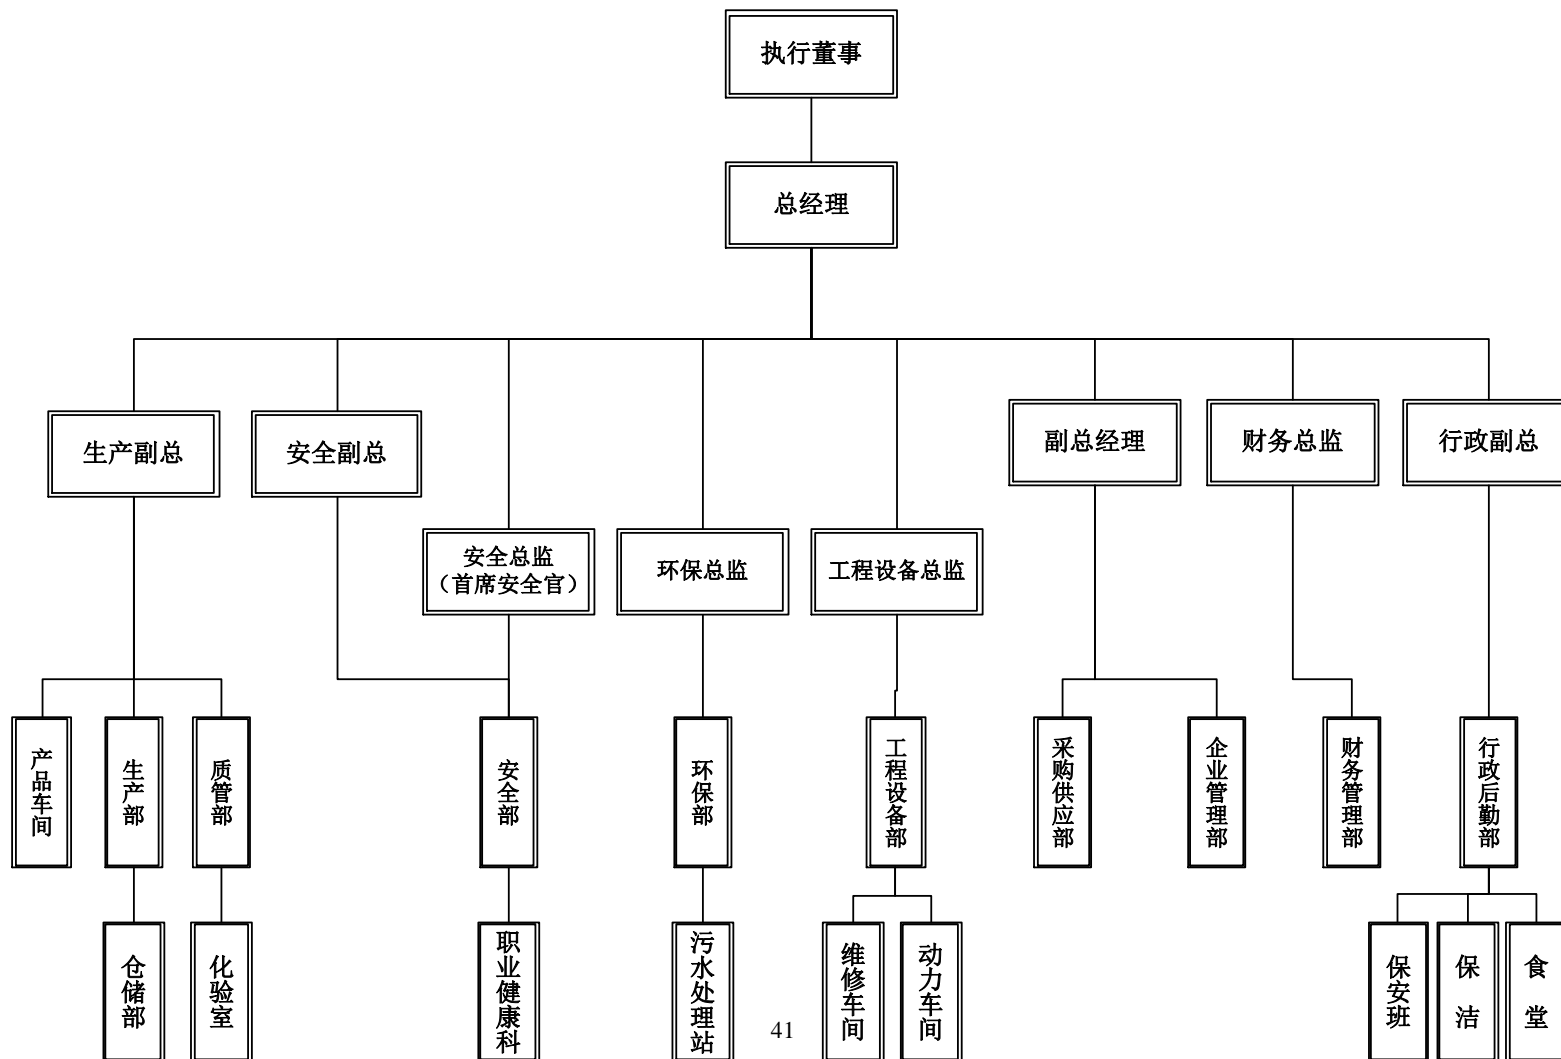 执行董事
总经理
生产副总
安全副总
副总经理
财务总监
行政副总
安全总监
（首席安全官）
环保总监
工程设备总监
产品车间
生产部
质管部
安全部
环保部
工程设备部
采购供应部
企业管理部
财务管理部
行政后勤部
仓储部
化验室
职业健康科
污水处理站
维修车间
动力车间
保安班
保洁
食堂
41